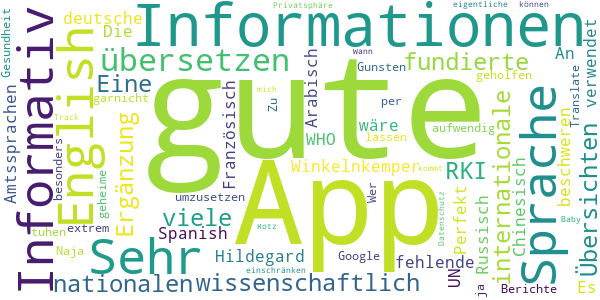 Privatsphäre
eigentliche
können
Gesundheit
deutsche
Die
Informationen
Wann
An
übersetzen
Gunsten
fundierte
Translate
verwendet
geholfen
mich
Eine
gute
Informativ
English
Amtssprachen
garnicht
Französisch
Arabisch
Zu
per
aufwendig
Track
Ergänzung
WHO
wäre
lassen
internationale
Sprache
Übersichten
beschweren
besonders
geheime
Winkelnkemper
kommt
RKI
Perfekt
Russisch
Chinesisch
umzusetzen
Wer
App
viele
Spanish
tuhen
extrem
Naja
Sehr
Hildegard
Google
fehlende
Datenschutz
UN
ja
Baby
Rotz
einschränken
nationalen
wissenschaftlich
Berichte
Es